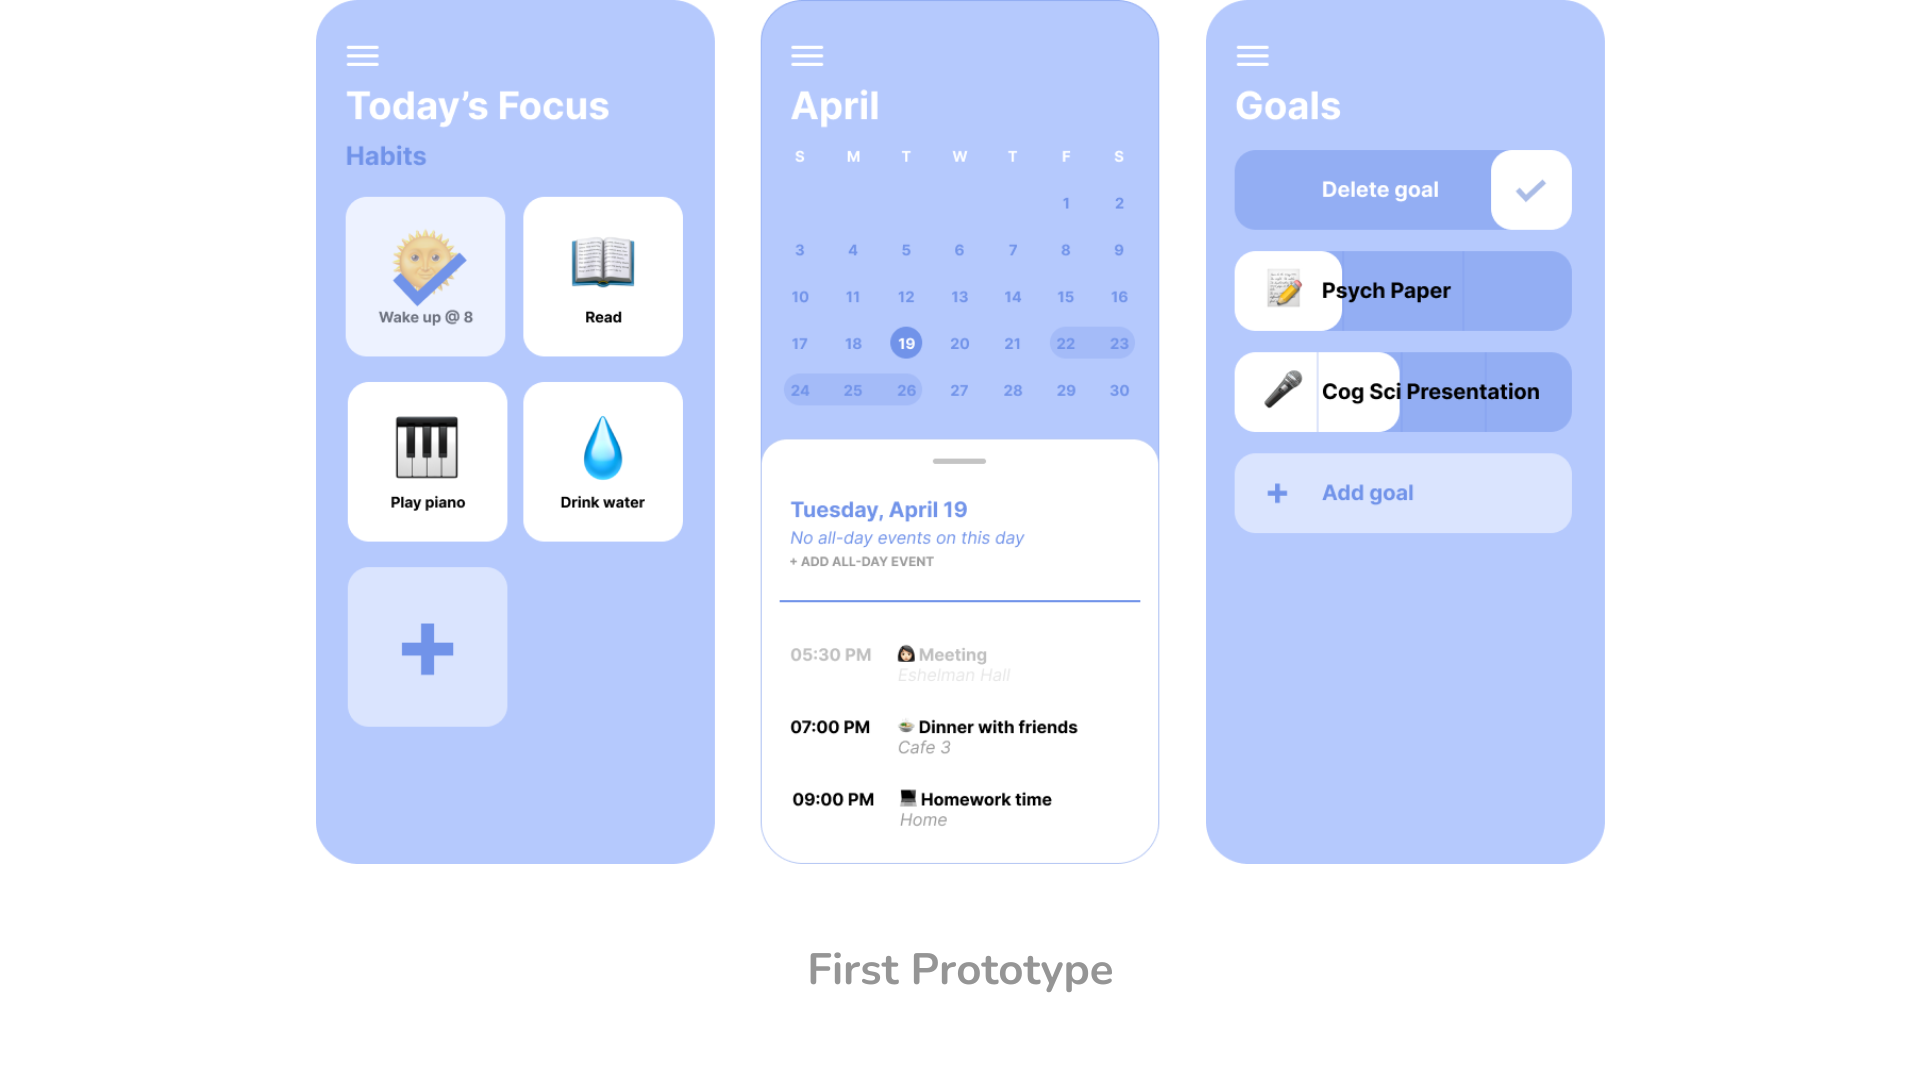 Today’s Focus
Habits
Wake up @ 8
Read
Play piano
Drink water
April
S M T W T F S
1 2
3 4 5 6 7 8 9
10 11 12 13 14 15 16
17 18 19 20 21 22 23
24 25 26 27 28 29 30
Tuesday, April 19
No all-day events on this day
+ ADD ALL-DAY EVENT
05:30 PM Meeting
Eshelman Hall
07:00 PM Dinner with friends
Cafe 3
09:00 PM Homework time
Home
Goals
Delete goal
Psych Paper
Cog Sci Presentation
+ Add goal
First Prototype